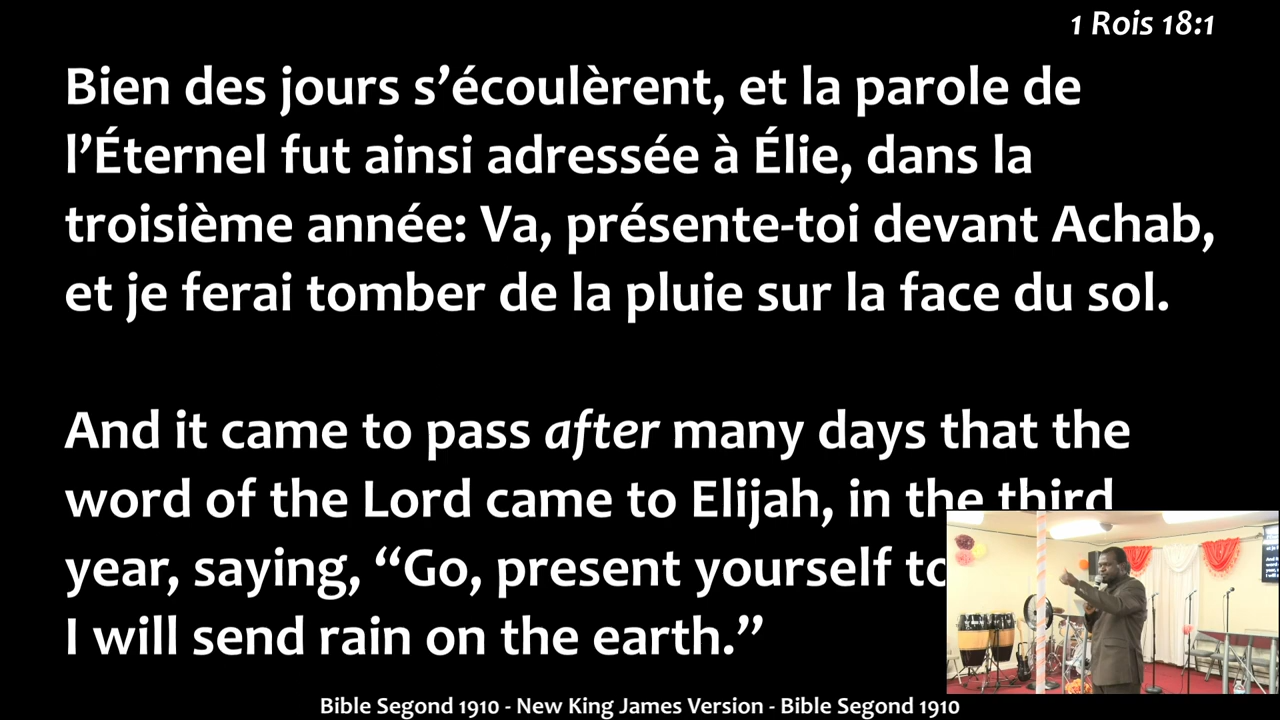 1 Rois 18:1
Bien des jours s’écoulèrent, et la parole de
l’Éternel fut ainsi adressée à Élie, dans la
troisième année: Va, présente-toi devant Achab,
et je ferai tomber de la pluie sur la face du sol.
And it came to pass after many days that the
word of the Lord came to Elijah, in the third
year, saying, “Go, present yourself to
I will send rain on the earth.”
Bible Segond 1910 - New King James Version - Bible Segond 1910